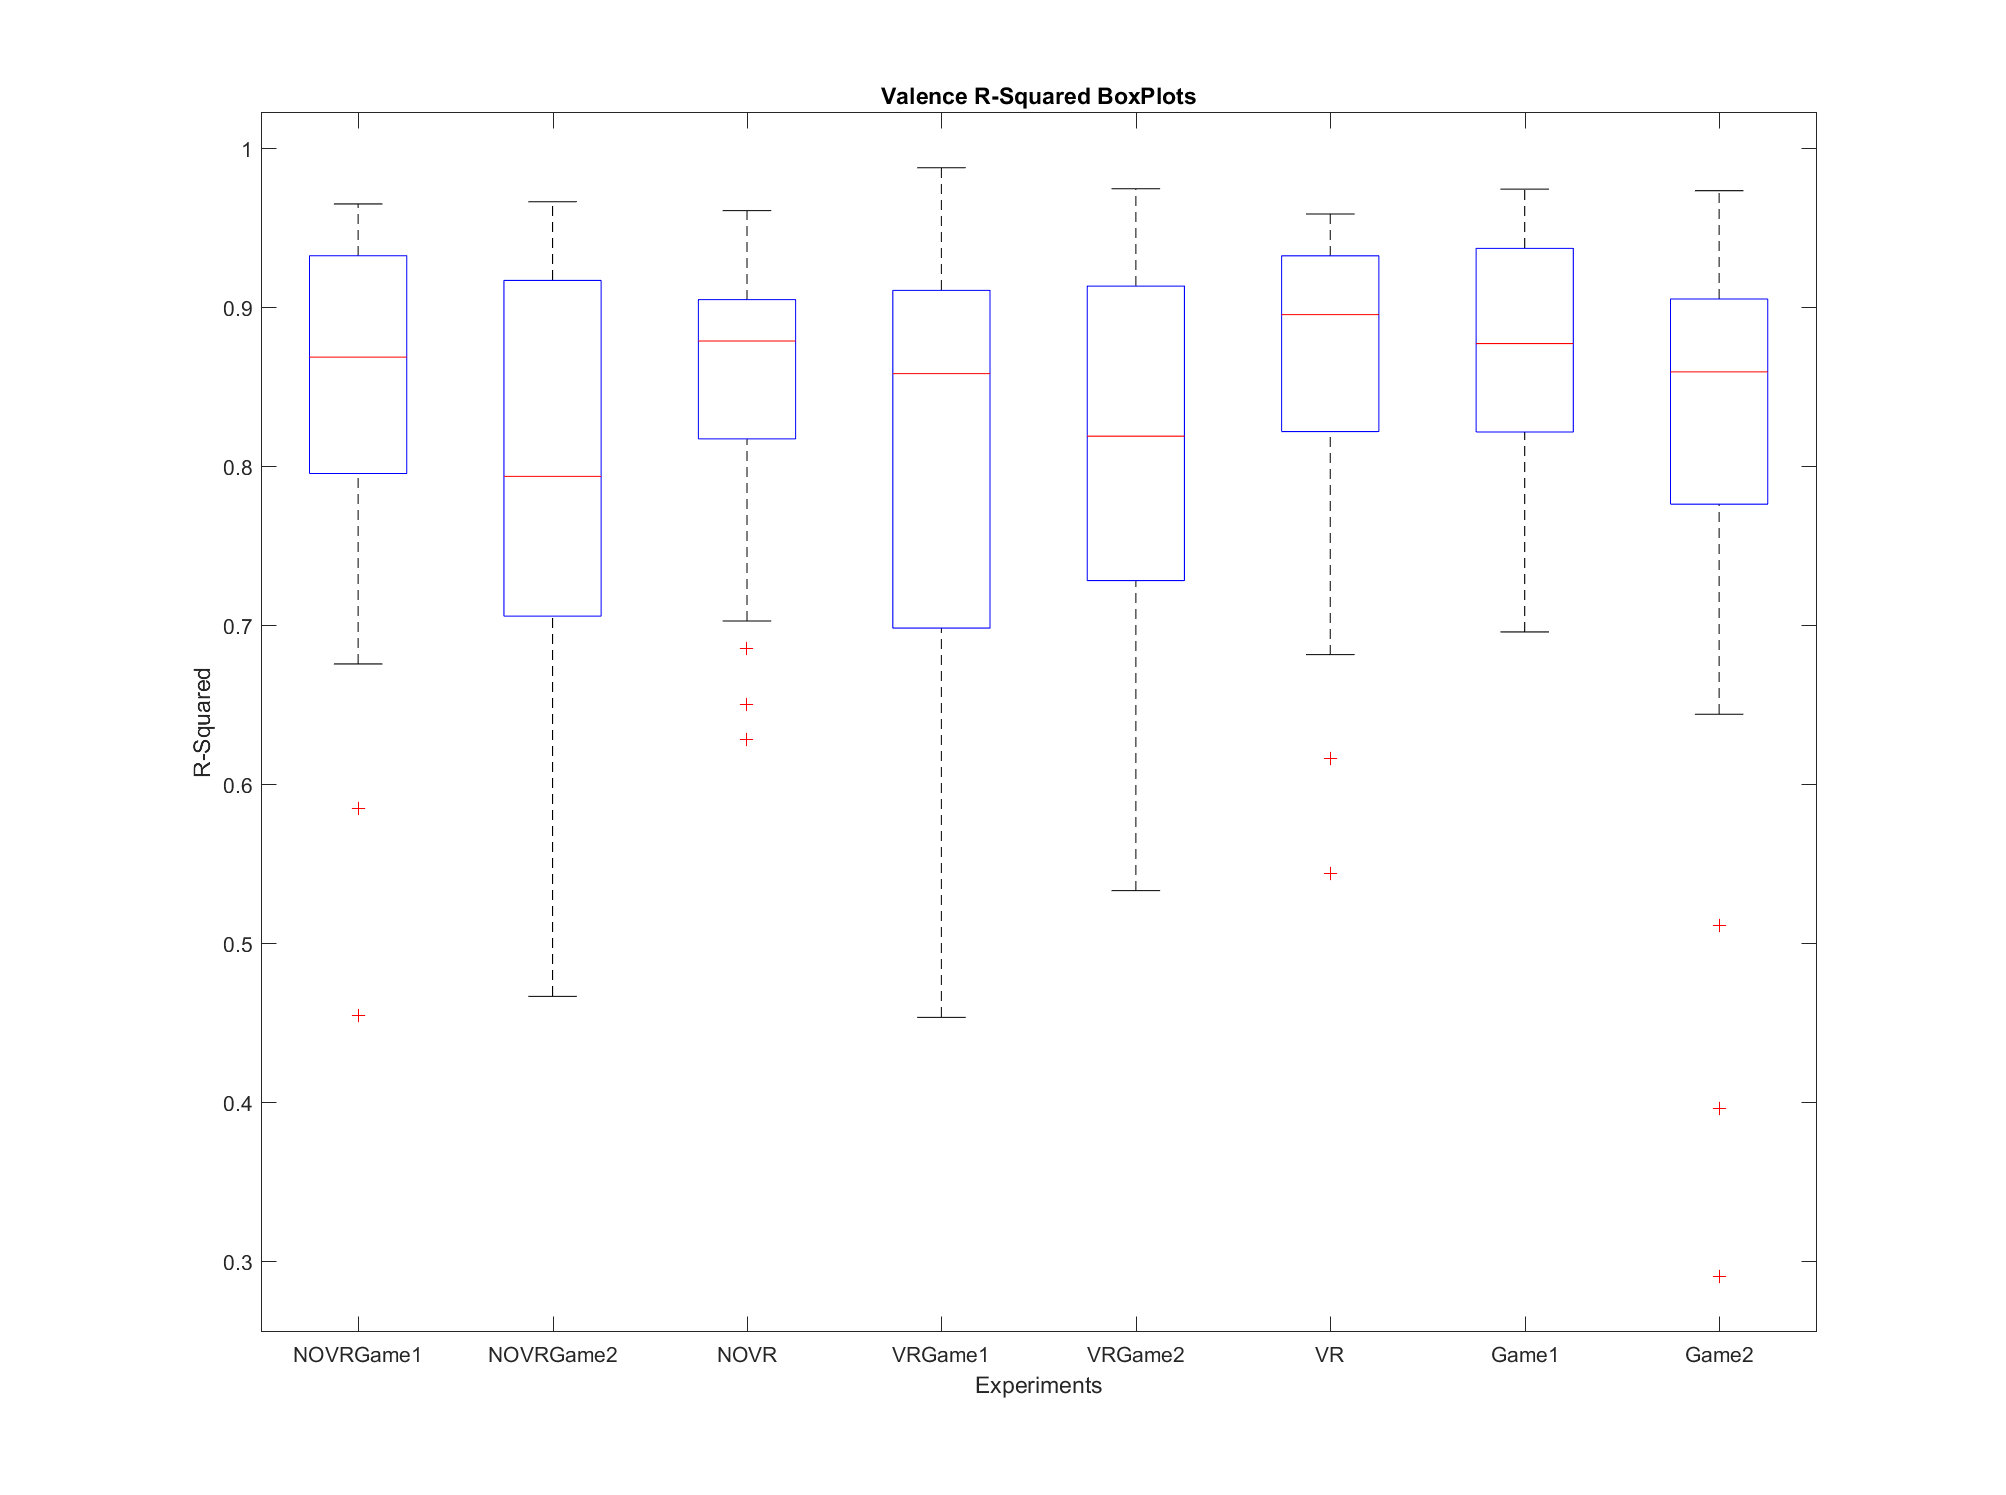 Valence R-Squared BoxPlots
1
0.9
0.8
0.7
0.6
0.5
0.4
0.3
R-Squared
NOVRGame1 NOVRGame2 NOVR VRGame1 VRGame2 VR Game1 Game2
Experiments